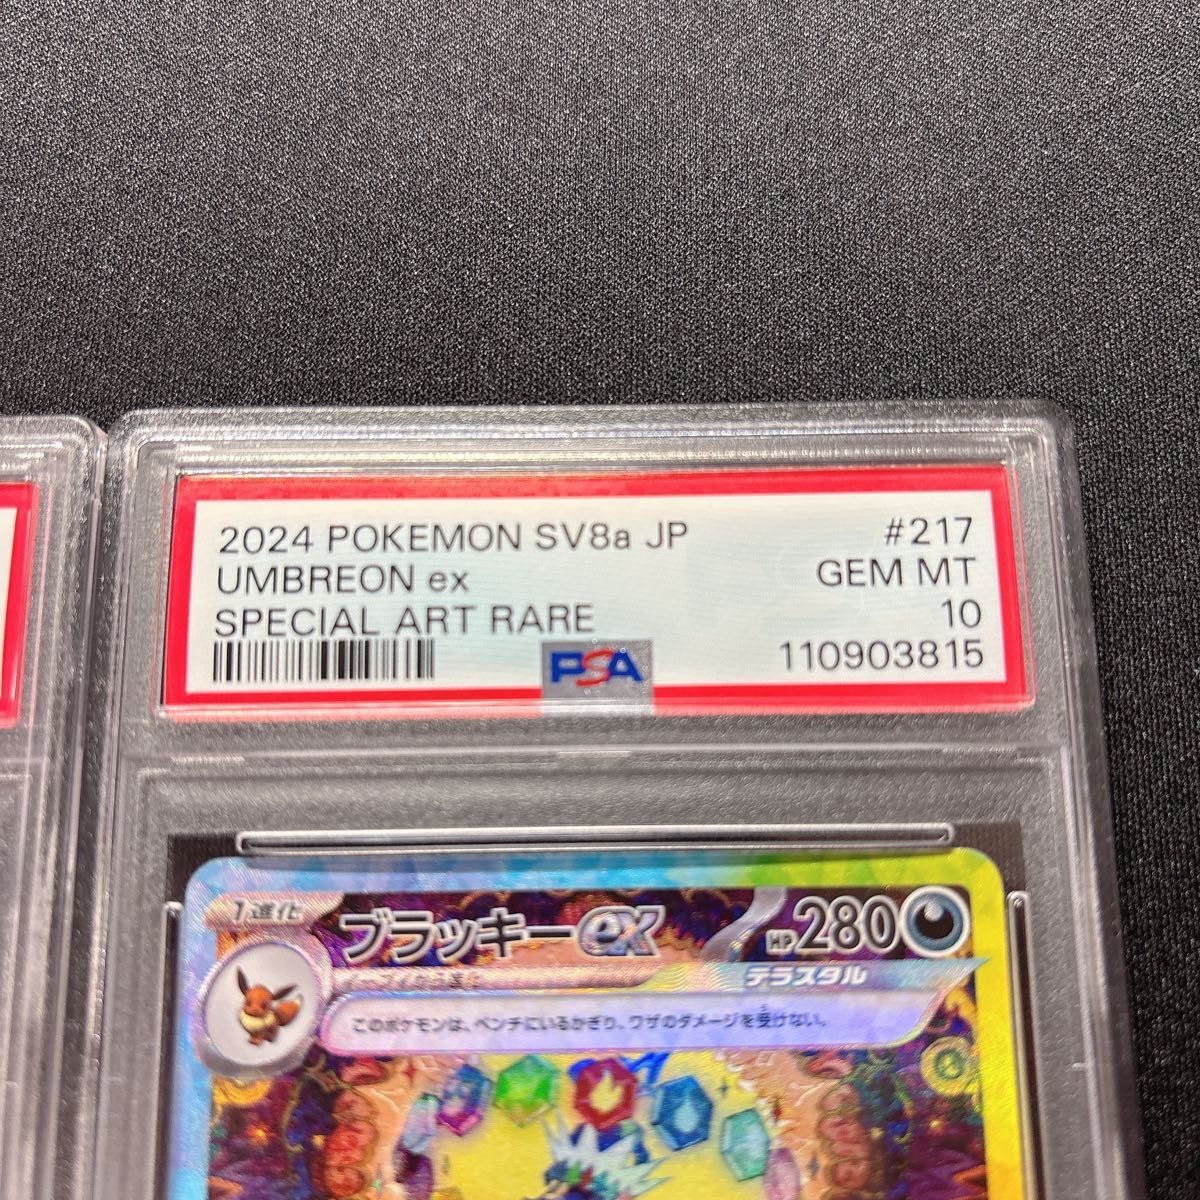 2024 POKEMON SV8a JP #217
UMBREON ex GEM MT
SPECIAL ART RARE 10
PSA 110903815
1進化 ブラッキーex HP280
テラスタル
このポケモンは、ベンチにいるかぎり、ワザのダメージを受けない。